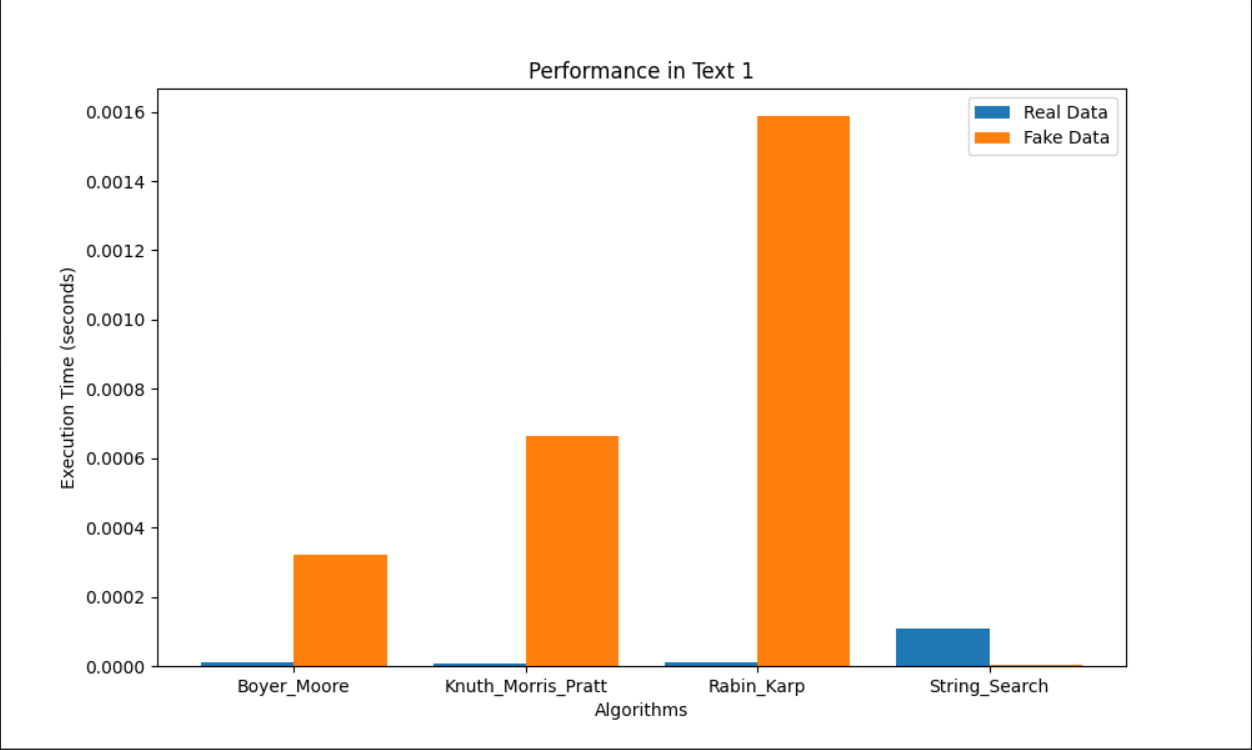 Performance in Text 1
Real Data
Fake Data
0.0016
0.0014
0.0012
0.0010
0.0008
0.0006
0.0004
0.0002
0.0000
Execution Time (seconds)
Boyer_Moore Knuth_Morris_Pratt Rabin_Karp String_Search
Algorithms